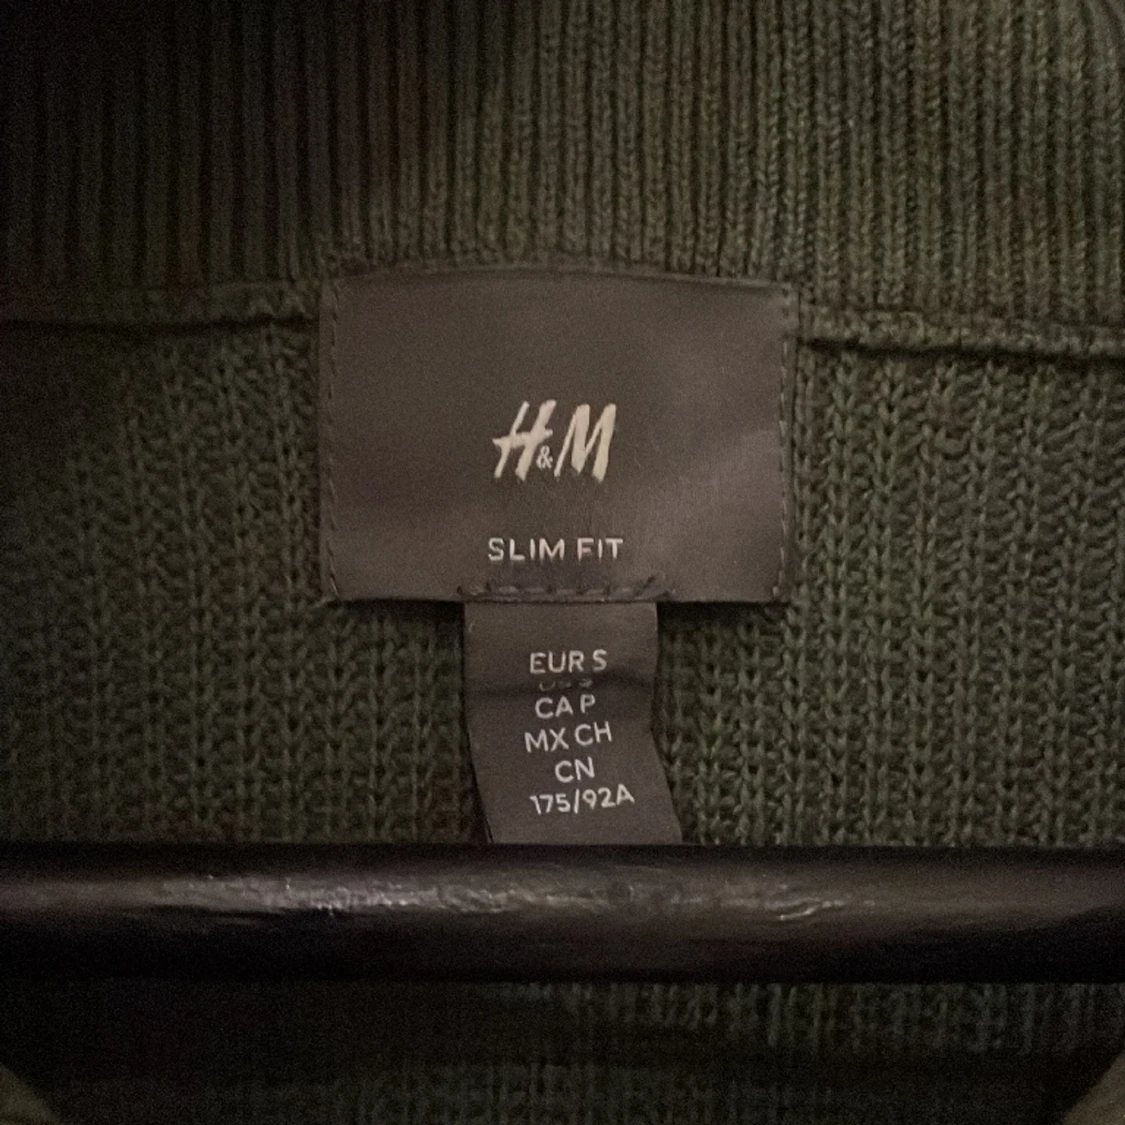 H&M
SLIM FIT
EUR S
CA P
MX CH
CN
175/92A